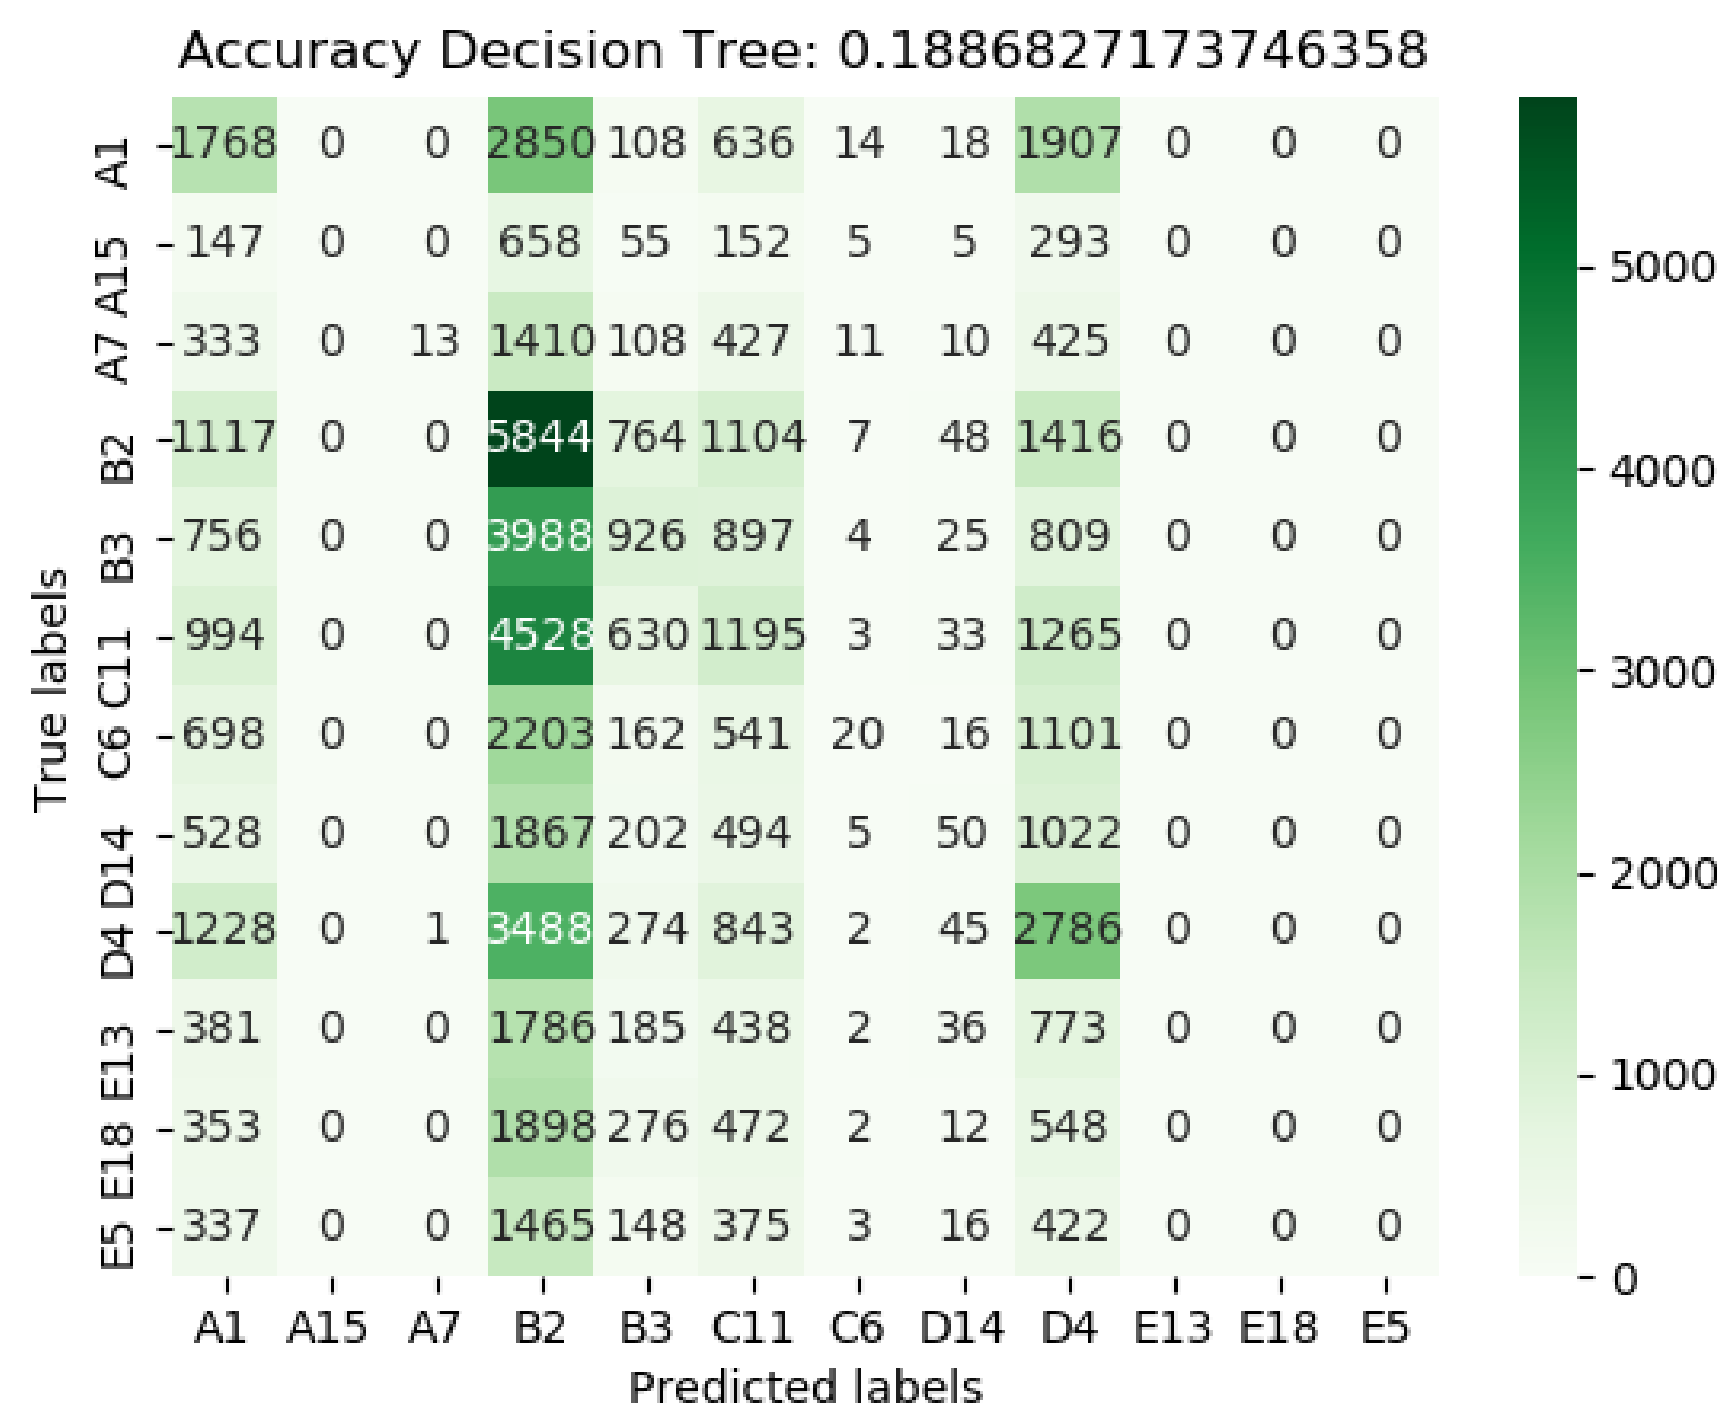 Accuracy Decision Tree: 0.1886827173746358
A1 1768 0 0 2850 108 636 14 18 1907 0 0 0
A15 147 0 0 658 55 152 5 5 293 0 0 0
A7 333 0 13 1410 108 427 11 10 425 0 0 0
B2 1117 0 0 5844 764 1104 7 48 1416 0 0 0
B3 756 0 0 3988 926 897 4 25 809 0 0 0
C11 994 0 0 4528 630 1195 3 33 1265 0 0 0
C6 698 0 0 2203 162 541 20 16 1101 0 0 0
D14 528 0 0 1867 202 494 5 50 1022 0 0 0
D4 1228 0 1 3488 274 843 2 45 2786 0 0 0
E13 381 0 0 1786 185 438 2 36 773 0 0 0
E18 353 0 0 1898 276 472 2 12 548 0 0 0
E5 337 0 0 1465 148 375 3 16 422 0 0 0
A1 A15 A7 B2 B3 C11 C6 D14 D4 E13 E18 E5
Predicted labels
True labels
5000
4000
3000
2000
1000
0